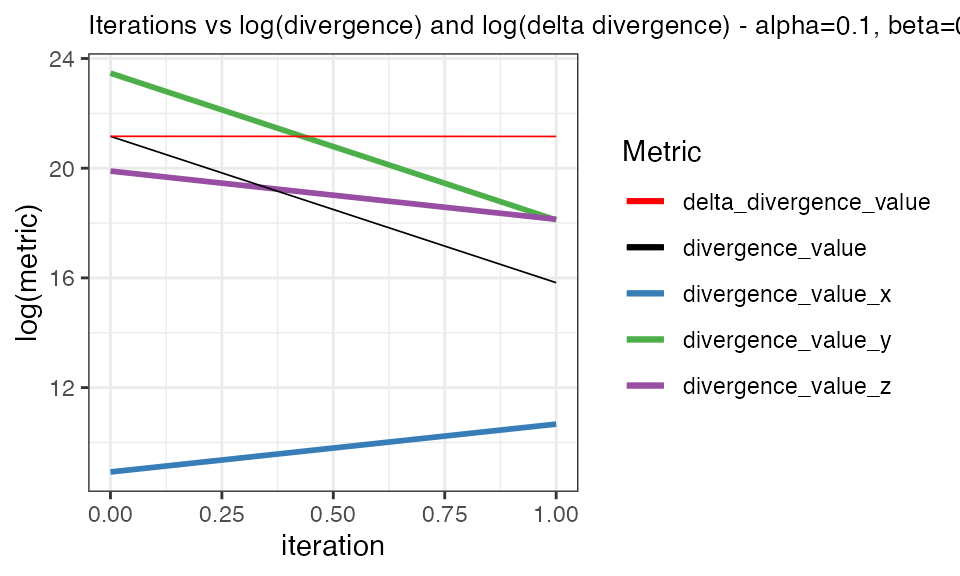 Iterations vs log(divergence) and log(delta divergence) - alpha=0.1, beta=
24
20
16
12
log(metric)
0.00 0.25 0.50 0.75 1.00
iteration
Metric
delta_divergence_value
divergence_value
divergence_value_x
divergence_value_y
divergence_value_z